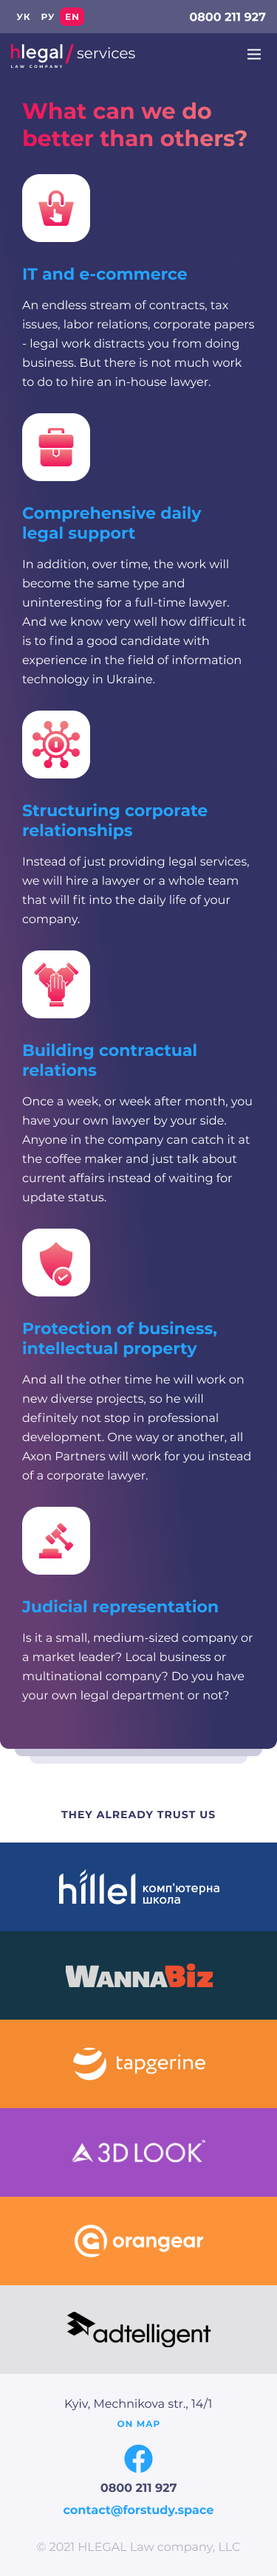 УК РУ EN 0800 211 927
hlegal / services
LAW COMPANY
What can we do
better than others?
IT and e-commerce
An endless stream of contracts, tax
issues, labor relations, corporate papers
- legal work distracts you from doing
business. But there is not much work
to do to hire an in-house lawyer.
Comprehensive daily
legal support
In addition, over time, the work will
become the same type and
uninteresting for a full-time lawyer.
And we know very well how difficult it
is to find a good candidate with
experience in the field of information
technology in Ukraine.
Structuring corporate
relationships
Instead of just providing legal services,
we will hire a lawyer or a whole team
that will fit into the daily life of your
company.
Building contractual
relations
Once a week, or week after month, you
have your own lawyer by your side.
Anyone in the company can catch it at
the coffee maker and just talk about
current affairs instead of waiting for
update status.
Protection of business,
intellectual property
And all the other time he will work on
new diverse projects, so he will
definitely not stop in professional
development. One way or another, all
Axon Partners will work for you instead
of a corporate lawyer.
Judicial representation
Is it a small, medium-sized company or
a market leader? Local business or
multinational company? Do you have
your own legal department or not?
THEY ALREADY TRUST US
hillel комп'ютерна
школа
WANNABIZ
tapgerine
3DLOOK™
orangear
adtelligent
Kyiv, Mechnikova str., 14/1
ON MAP
0800 211 927
contact@forstudy.space
© 2021 HLEGAL Law company, LLC